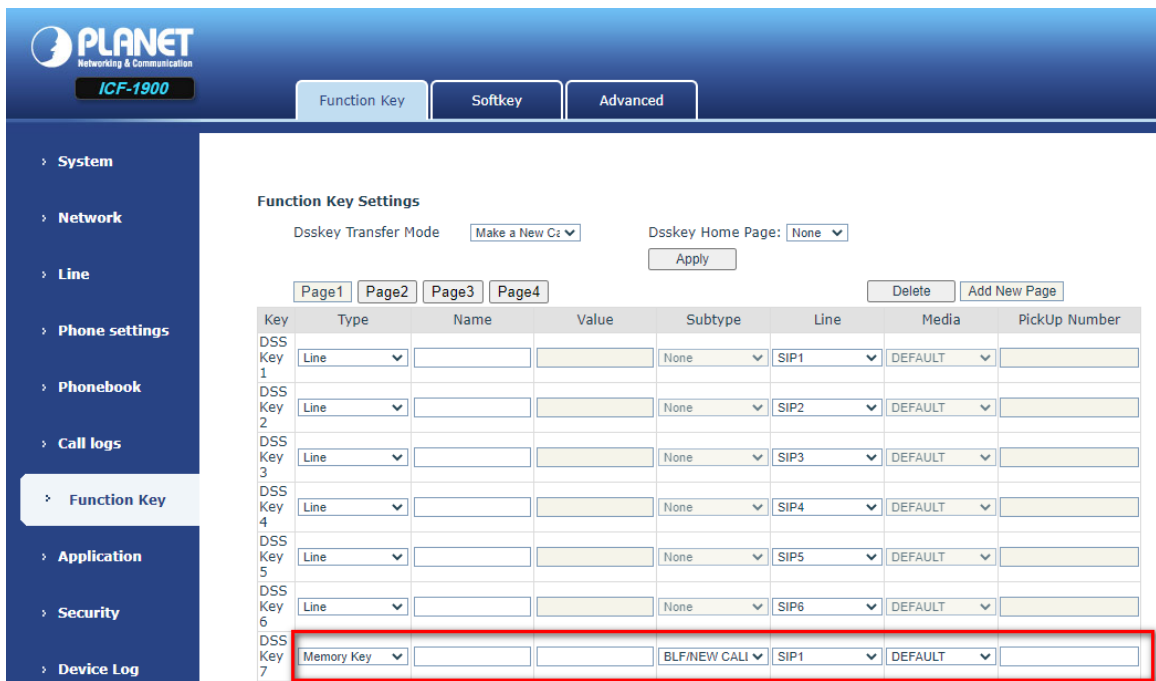 PLANET
Networking & Communication
ICF-1900
Function Key
Softkey
Advanced
System
Network
Line
Phone settings
Phonebook
Call logs
Function Key
Application
Security
Device Log
Function Key Settings
Dsskey Transfer Mode
Make a New Ca
Dsskey Home Page:
None
Apply
Page1
Page2
Page3
Page4
Delete
Add New Page
Key Type Name Value Subtype Line Media PickUp Number
DSS Key 1 Line None SIP1 DEFAULT
DSS Key 2 Line None SIP2 DEFAULT
DSS Key 3 Line None SIP3 DEFAULT
DSS Key 4 Line None SIP4 DEFAULT
DSS Key 5 Line None SIP5 DEFAULT
DSS Key 6 Line None SIP6 DEFAULT
DSS Key 7 Memory Key BLF/NEW CALI SIP1 DEFAULT